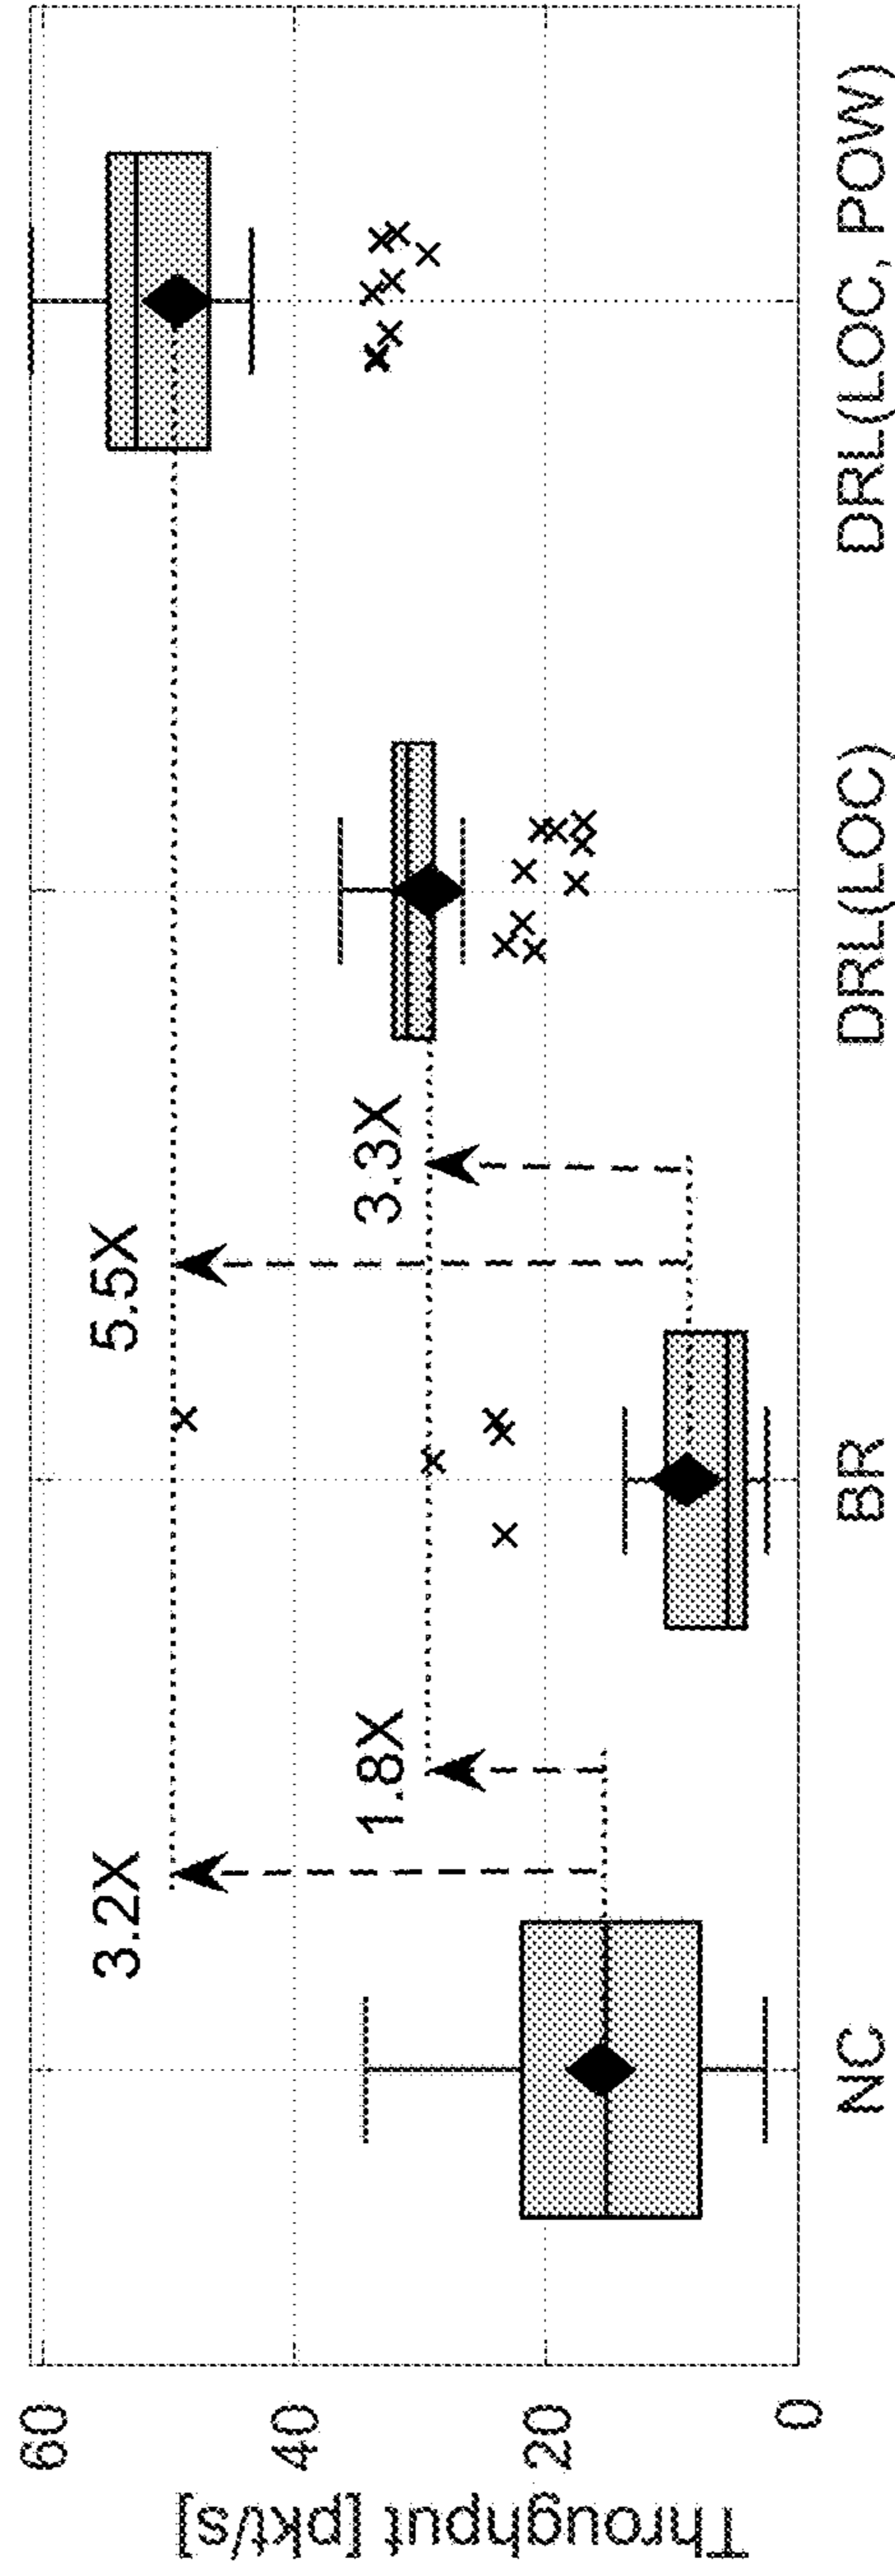 Throughput [pkt/s]
60
40
20
0
3.2X
5.5X
1.8X
3.3X
NC
BR
DRL(LOC)
DRL(LOC, POW)